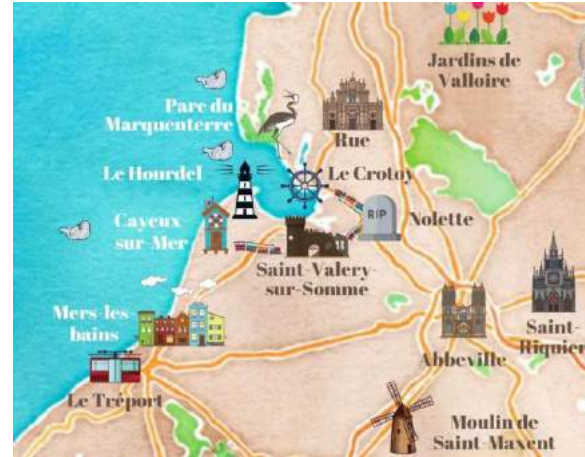 Jardins de
Valloire
Parc du
Marquenterre
Rue
Le Hourdel
Le Crotoy
Cayeux
sur-Mer
RIP
Nolette
Saint-Valery-
sur-Somme
Mers-les
bains
Abbeville
Saint-
Riquier
Le Tréport
Moulin de
Saint-Maxent